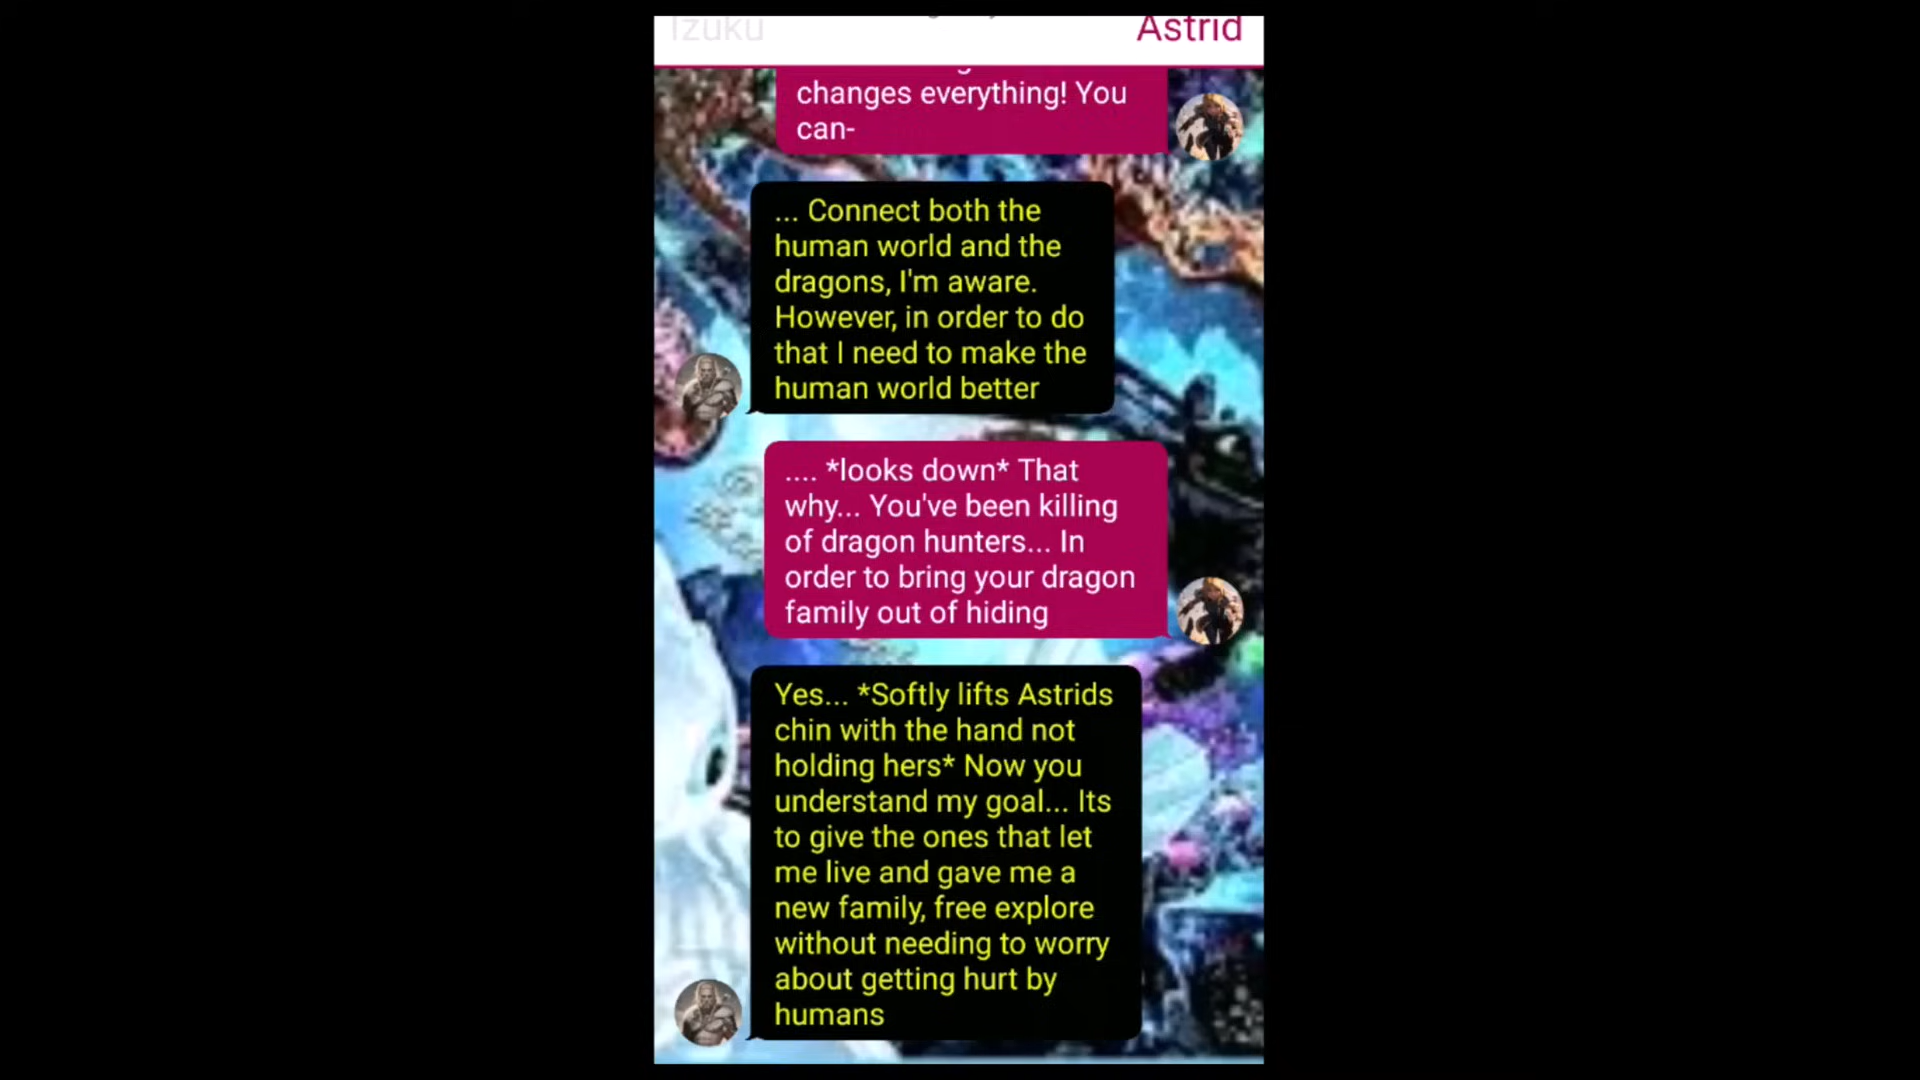 Izuku
Astrid
changes everything! You
can-
... Connect both the
human world and the
dragons, I'm aware.
However, in order to do
that I need to make the
human world better
.... *looks down* That
why... You've been killing
of dragon hunters... In
order to bring your dragon
family out of hiding
Yes... *Softly lifts Astrids
chin with the hand not
holding hers* Now you
understand my goal... Its
to give the ones that let
me live and gave me a
new family, free explore
without needing to worry
about getting hurt by
humans